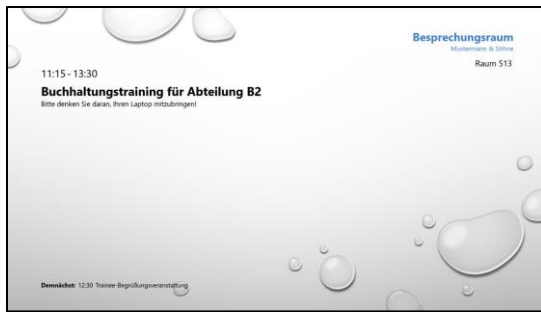 Besprechungsraum
Mustermann & Söhne
Raum 513
11:15 - 13:30
Buchhaltungstraining für Abteilung B2
Bitte denken Sie daran, Ihren Laptop mitzubringen!
Demnächst: 12:30 Trainee-Begrüßungsveranstaltung